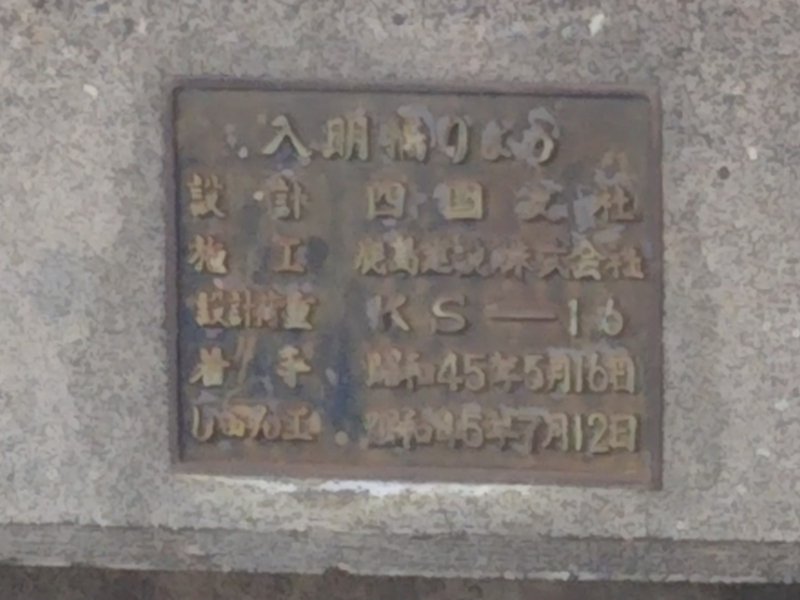 入明橋りょう
設計 四国支社
施工 鹿島建設株式会社
設計荷重 KS-16
着手 昭和45年5月16日
しゅん工 昭和45年7月12日